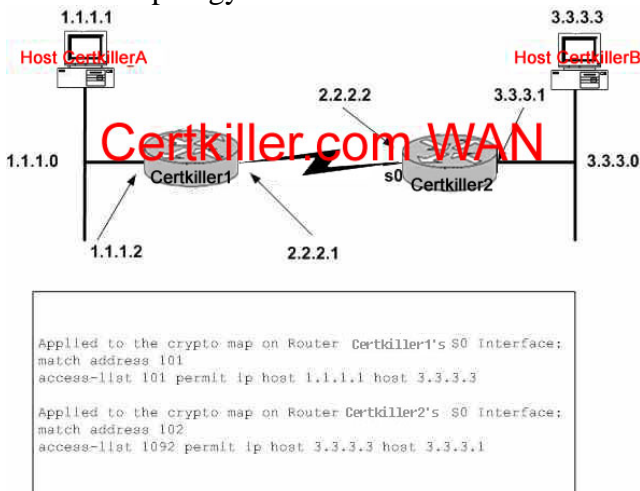 1.1.1.1
3.3.3.3
Host CertkillerA
Host CertkillerB
2.2.2.2
3.3.3.1
Certkiller.com WAN
1.1.1.0
Certkiller1
s0
Certkiller2
3.3.3.0
1.1.1.2
2.2.2.1
Applied to the crypto map on Router Certkiller1's S0 Interface:
match address 101
access-list 101 permit ip host 1.1.1.1 host 3.3.3.3
Applied to the crypto map on Router Certkiller2's S0 Interface:
match address 102
access-list 1092 permit ip host 3.3.3.3 host 3.3.3.1